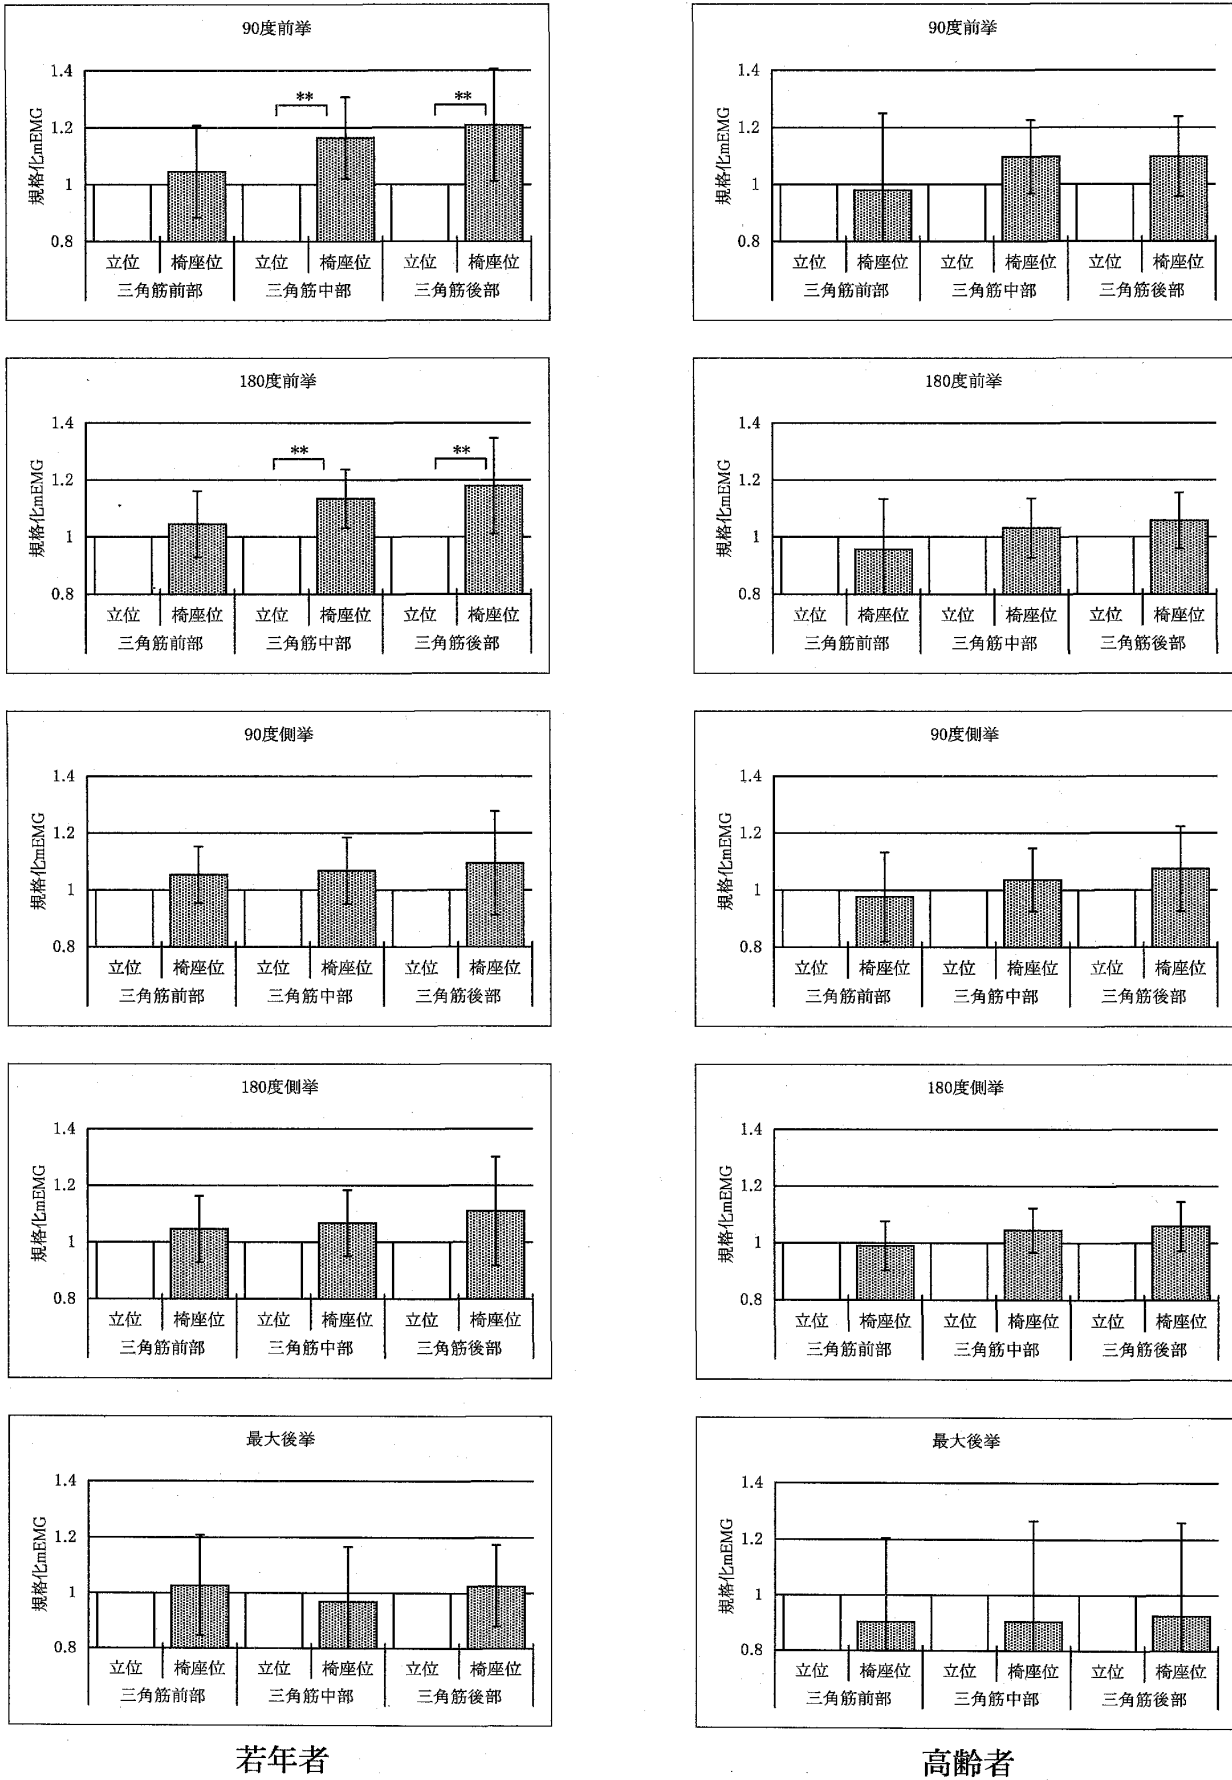 90度前挙
規格化mEMG
1.4
** **
1.2
1
0.8
立位 椅座位 立位 椅座位 立位 椅座位
三角筋前部 三角筋中部 三角筋後部
90度前挙
規格化mEMG
1.4
1.2
1
0.8
立位 椅座位 立位 椅座位 立位 椅座位
三角筋前部 三角筋中部 三角筋後部
180度前挙
規格化mEMG
1.4
** **
1.2
1
0.8
立位 椅座位 立位 椅座位 立位 椅座位
三角筋前部 三角筋中部 三角筋後部
180度前挙
規格化mEMG
1.4
1.2
1
0.8
立位 椅座位 立位 椅座位 立位 椅座位
三角筋前部 三角筋中部 三角筋後部
90度側挙
規格化mEMG
1.4
1.2
1
0.8
立位 椅座位 立位 椅座位 立位 椅座位
三角筋前部 三角筋中部 三角筋後部
90度側挙
規格化mEMG
1.4
1.2
1
0.8
立位 椅座位 立位 椅座位 立位 椅座位
三角筋前部 三角筋中部 三角筋後部
180度側挙
規格化mEMG
1.4
1.2
1
0.8
立位 椅座位 立位 椅座位 立位 椅座位
三角筋前部 三角筋中部 三角筋後部
180度側挙
規格化mEMG
1.4
1.2
1
0.8
立位 椅座位 立位 椅座位 立位 椅座位
三角筋前部 三角筋中部 三角筋後部
最大後挙
規格化mEMG
1.4
1.2
1
0.8
立位 椅座位 立位 椅座位 立位 椅座位
三角筋前部 三角筋中部 三角筋後部
最大後挙
規格化mEMG
1.4
1.2
1
0.8
立位 椅座位 立位 椅座位 立位 椅座位
三角筋前部 三角筋中部 三角筋後部
若年者
高齢者